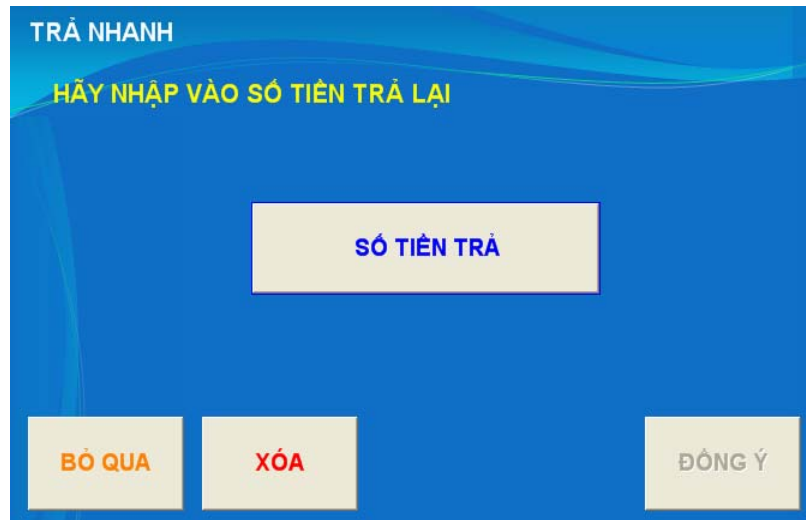 TRẢ NHANH
HÃY NHẬP VÀO SỐ TIỀN TRẢ LẠI
SỐ TIỀN TRẢ
BỎ QUA
XÓA
ĐỒNG Ý